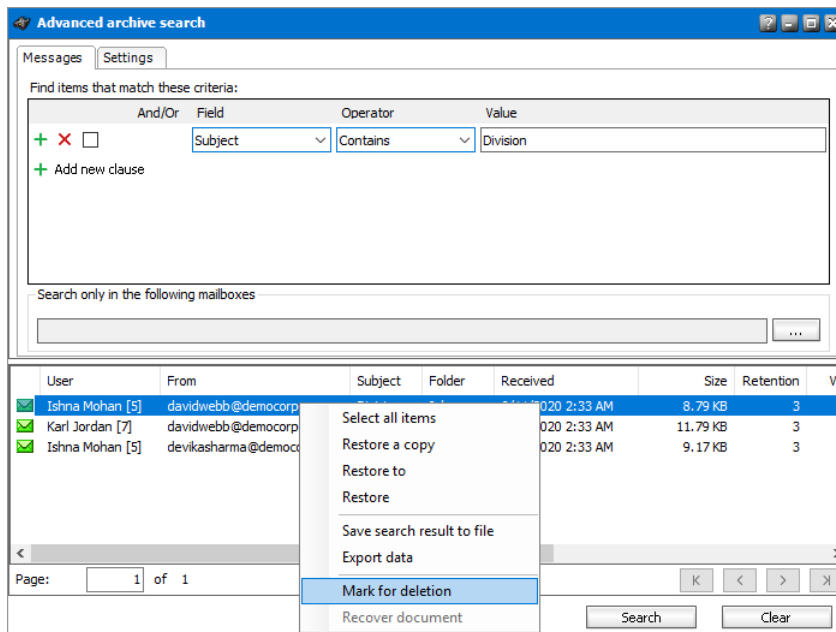 Advanced archive search
Messages Settings
Find items that match these criteria:
And/Or Field Operator Value
Subject Contains Division
Add new clause
Search only in the following mailboxes
...
User From Subject Folder Received Size Retention
Ishna Mohan [5] davidwebb@democorp 2020 2:33 AM 8.79 KB 3
Karl Jordan [7] davidwebb@democorp 020 2:33 AM 11.79 KB 3
Ishna Mohan [5] devikasharma@democo 020 2:33 AM 9.17 KB 3
Select all items
Restore a copy
Restore to
Restore
Save search result to file
Export data
Mark for deletion
Recover document
Page: 1 of 1
Search Clear